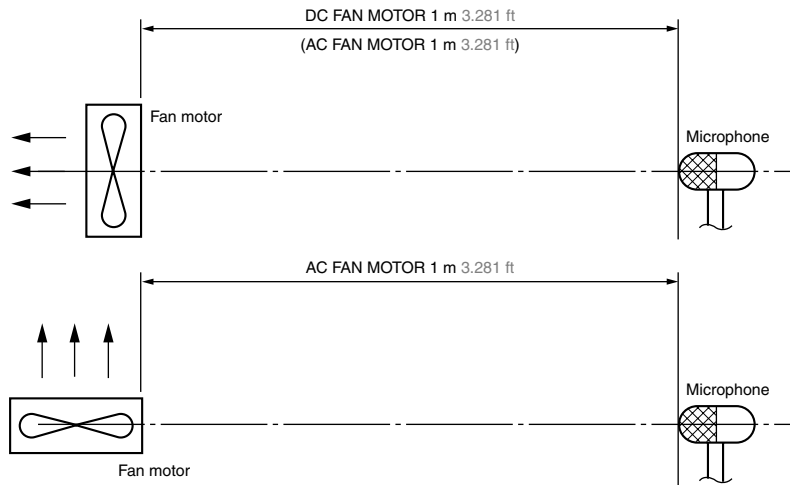 DC FAN MOTOR 1 m 3.281 ft
(AC FAN MOTOR 1 m 3.281 ft)
Fan motor
Microphone
AC FAN MOTOR 1 m 3.281 ft
Microphone
Fan motor